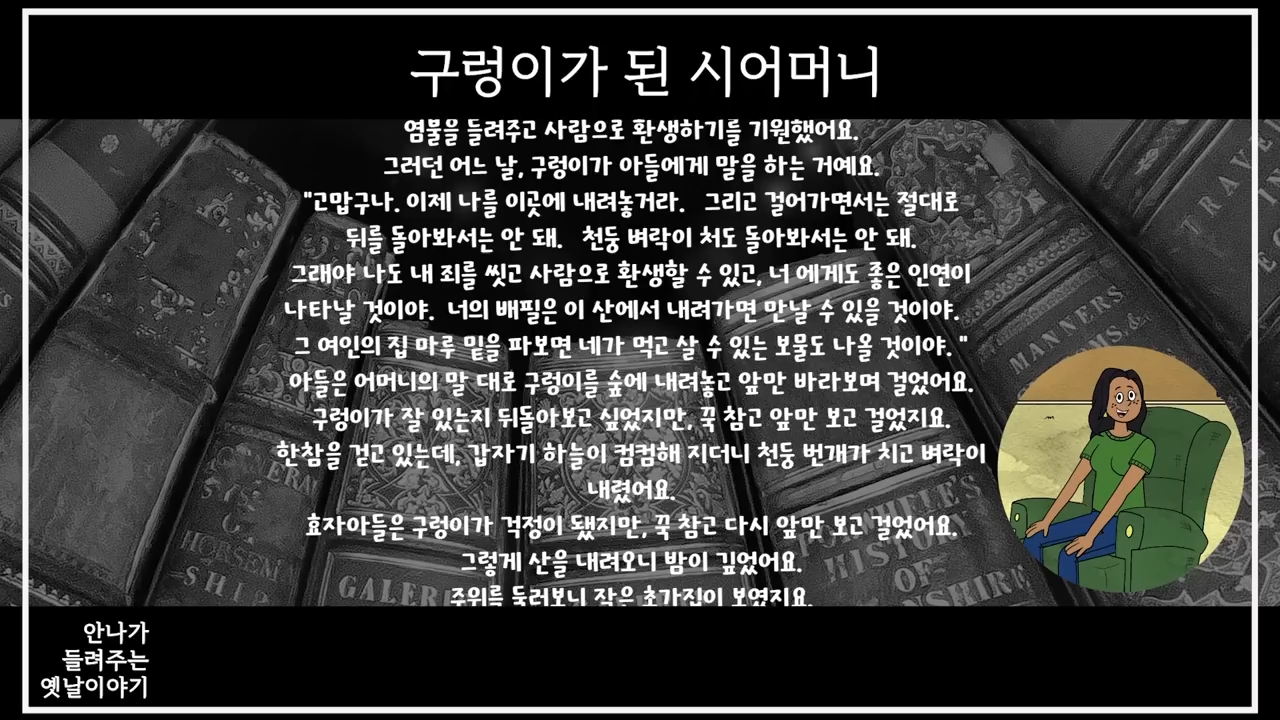 구렁이가 된 시어머니
염불을 들려주고 사람으로 환생하기를 기원했어요.
그러던 어느 날, 구렁이가 아들에게 말을 하는 거예요.
"고맙구나. 이제 나를 이곳에 내려놓거라. 그리고 걸어가면서는 절대로
뒤를 돌아봐서는 안 돼. 천둥 벼락이 처도 돌아봐서는 안 돼.
그래야 나도 내 죄를 씻고 사람으로 환생할 수 있고, 너 에게도 좋은 인연이
나타날 것이야. 너의 배필은 이 산에서 내려가면 만날 수 있을 것이야.
그 여인의 집 마루 밑을 파보면 네가 먹고 살 수 있는 보물도 나올 것이야. "
아들은 어머니의 말 대로 구렁이를 숲에 내려놓고 앞만 바라보며 걸었어요.
구렁이가 잘 있는지 뒤돌아보고 싶었지만, 꾹 참고 앞만 보고 걸었지요.
한참을 걷고 있는데, 갑자기 하늘이 컴컴해 지더니 천둥 번개가 치고 벼락이
내렸어요.
효자아들은 구렁이가 걱정이 됐지만, 꾹 참고 다시 앞만 보고 걸었어요.
그렇게 산을 내려오니 밤이 깊었어요.
주위를 둘러보니 작은 초가집이 보였지요.
TRAVE
MANNERS
MS, &
HORSEM
SHIP
GALER
HISTORY
OF
NSHIRE
안나가
들려주는
옛날이야기